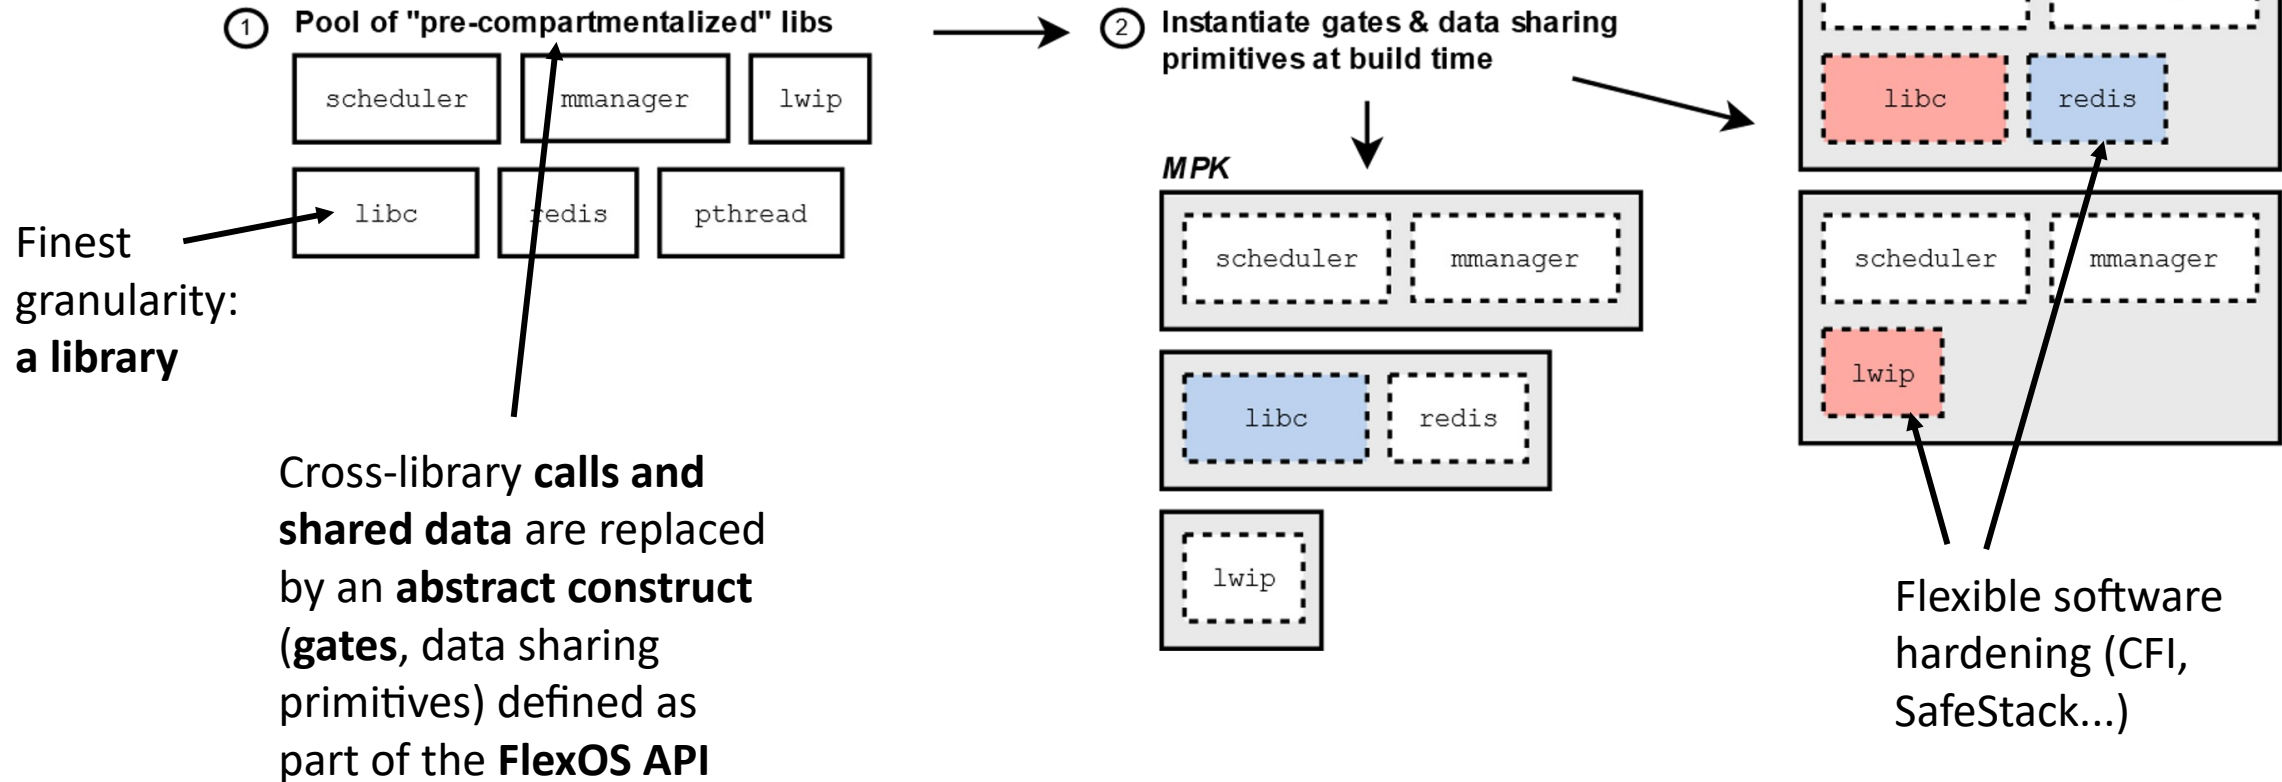 1 Pool of "pre-compartmentalized" libs
scheduler
mmanager
lwip
libc
redis
pthread
Finest
granularity:
a library
Cross-library calls and
shared data are replaced
by an abstract construct
(gates, data sharing
primitives) defined as
part of the FlexOS API
2 Instantiate gates & data sharing
primitives at build time
MPK
scheduler
mmanager
libc
redis
lwip
libc
redis
scheduler
mmanager
lwip
Flexible software
hardening (CFI,
SafeStack...)